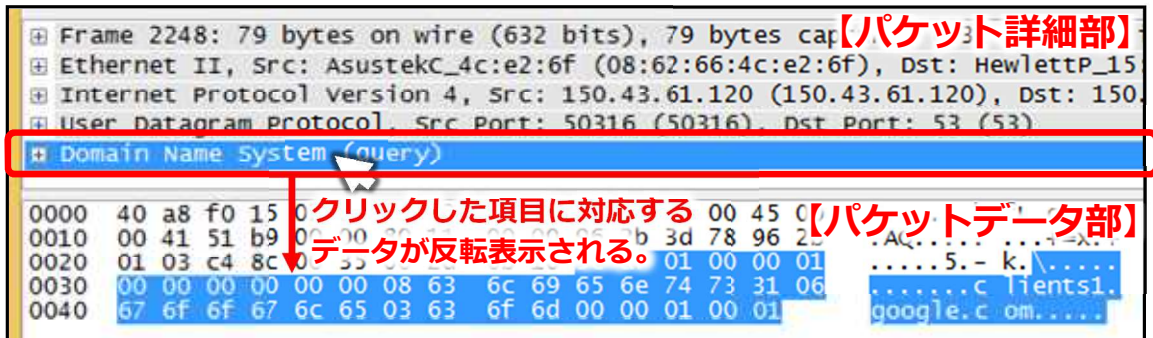 Frame 2248: 79 bytes on wire (632 bits), 79 bytes cap
【パケット詳細部】
Ethernet II, Src: AsustekC_4c:e2:6f (08:62:66:4c:e2:6f), Dst: HewlettP_15
Internet Protocol Version 4, Src: 150.43.61.120 (150.43.61.120), Dst: 150.
User Datagram Protocol, Src Port: 50316 (50316), Dst Port: 53 (53)
Domain Name System (query)
クリックした項目に対応する
データが反転表示される。
【パケットデータ部】
0000 40 a8 f0 15 00 45
0010 00 41 51 b9 3d 78 96 .AQ.....
0020 01 03 c4 8c 01 00 00 01 .....5.- k.\.....
0030 00 00 00 00 00 00 08 63 6c 69 65 6e 74 73 31 06 .......c lients1.
0040 67 6f 6f 67 6c 65 03 63 6f 6d 00 00 01 00 01 google.c om.....